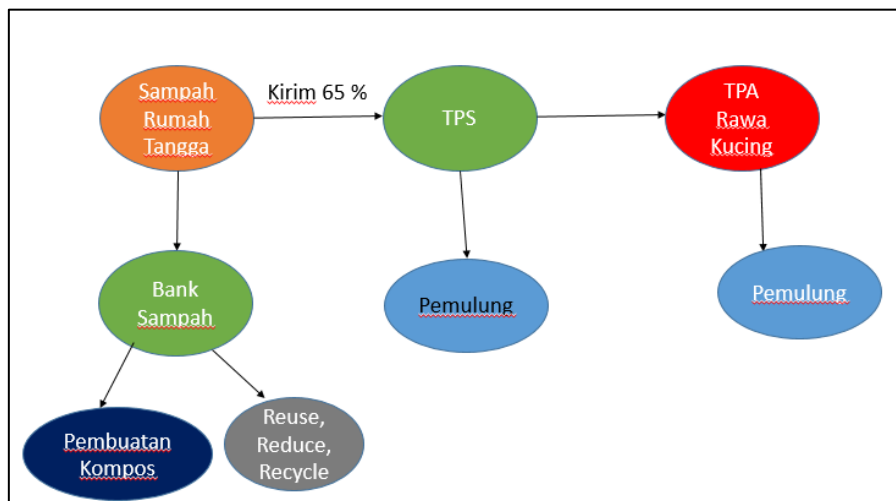 Sampah
Rumah
Tangga
Kirim 65 %
TPS
TPA
Rawa
Kucing
Bank
Sampah
Pemulung
Pemulung
Pembuatan
Kompos
Reuse,
Reduce,
Recycle